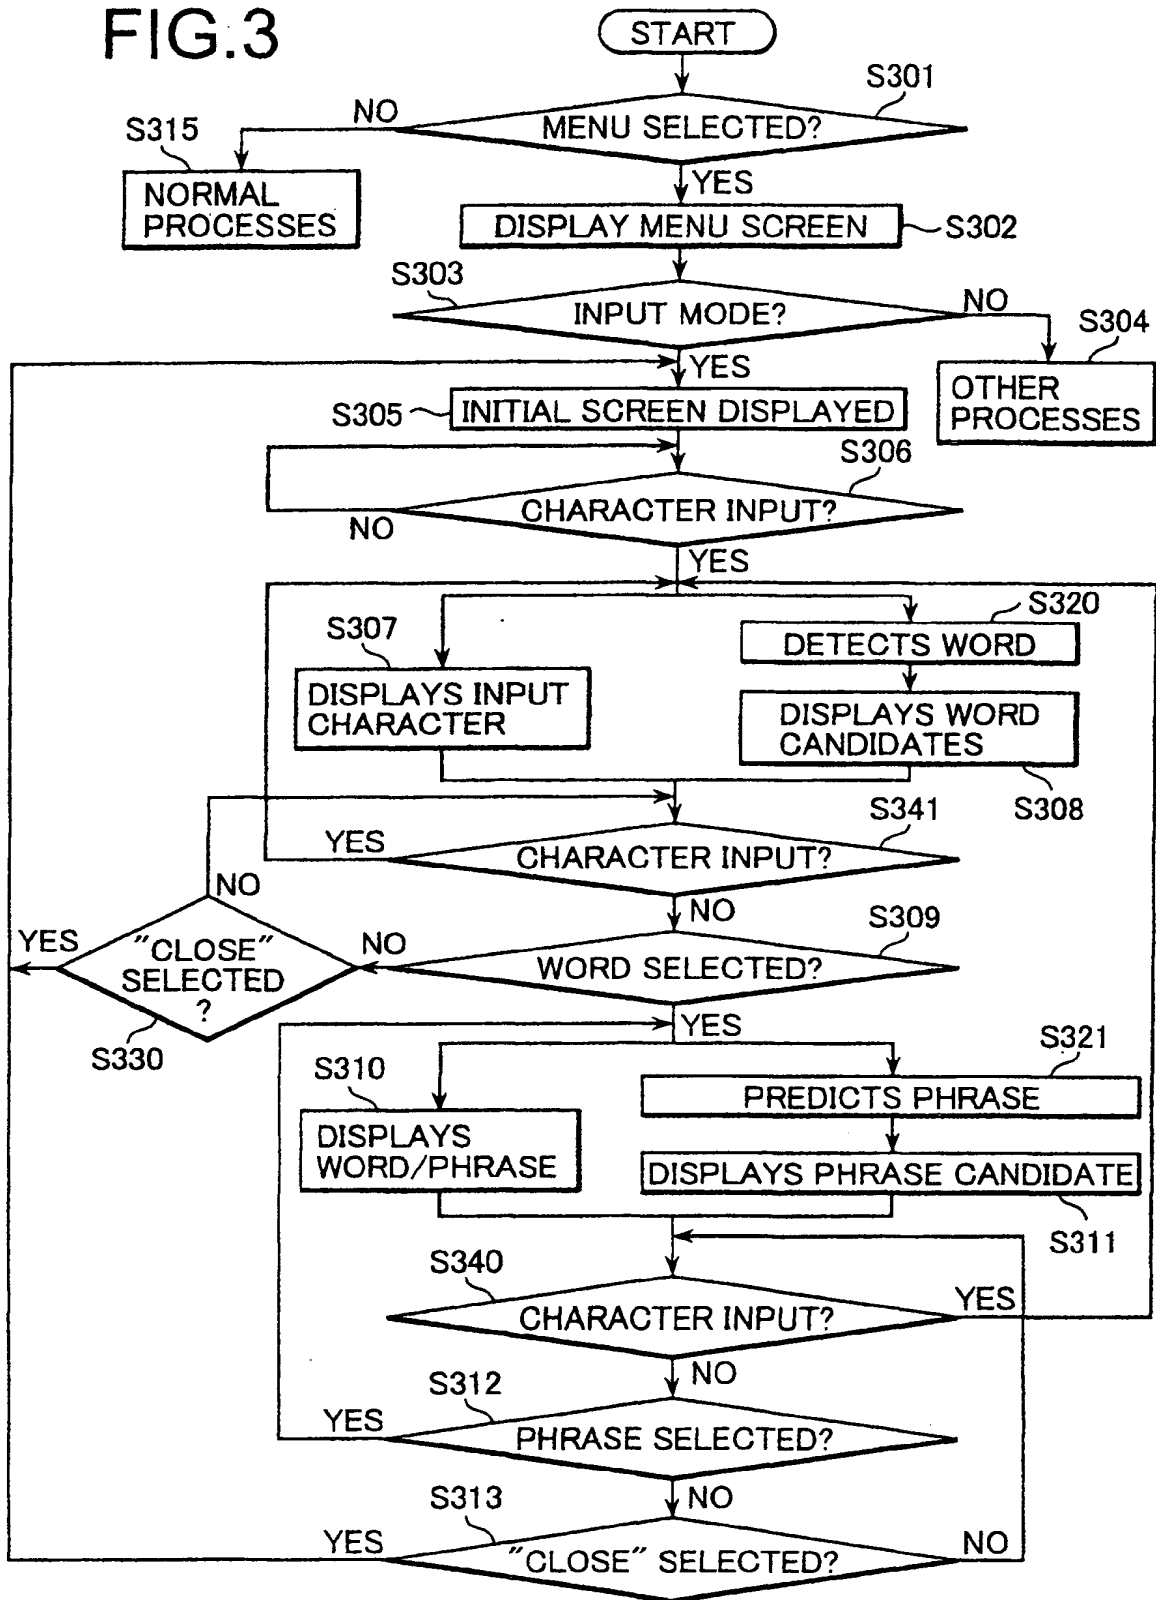 FIG.3
START
S301
MENU SELECTED?
NO
S315
NORMAL
PROCESSES
YES
DISPLAY MENU SCREEN
S302
S303
INPUT MODE?
NO
S304
OTHER
PROCESSES
YES
S305
INITIAL SCREEN DISPLAYED
S306
CHARACTER INPUT?
NO
YES
S307
DISPLAYS INPUT
CHARACTER
S320
DETECTS WORD
DISPLAYS WORD
CANDIDATES
S308
S341
CHARACTER INPUT?
YES
NO
S309
WORD SELECTED?
NO
"CLOSE"
SELECTED
?
YES
NO
S330
YES
S310
DISPLAYS
WORD/PHRASE
S321
PREDICTS PHRASE
DISPLAYS PHRASE CANDIDATE
S311
S340
CHARACTER INPUT?
YES
NO
S312
PHRASE SELECTED?
YES
NO
S313
"CLOSE" SELECTED?
YES
NO